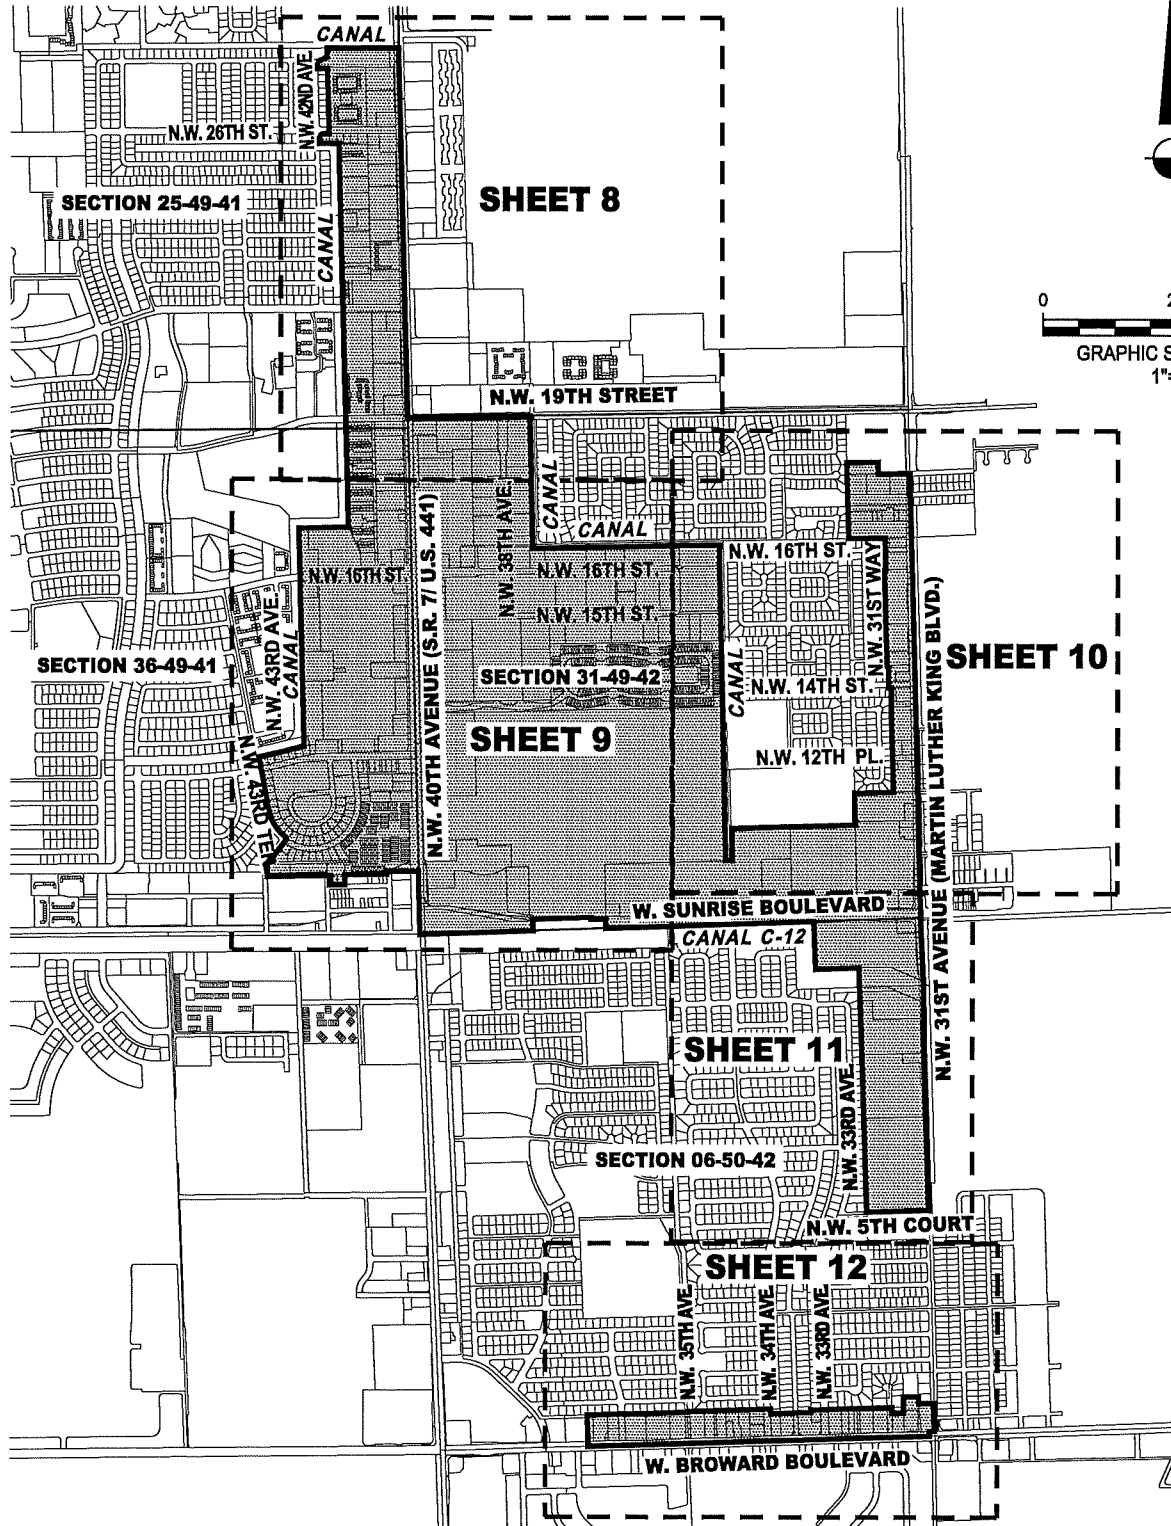 CANAL
N.W. 42ND AVE.
N.W. 26TH ST.
SECTION 25-49-41
SHEET 8
CANAL
0
GRAPHIC S
1"=
N.W. 19TH STREET
CANAL
CANAL
N.W. 38TH AVE.
N.W. 40TH AVENUE (S.R. 7/ U.S. 441)
N.W. 16TH ST.
N.W. 16TH ST.
N.W. 16TH ST.
N.W. 15TH ST.
N.W. 31ST WAY
N.W. 43RD AVE.
CANAL
SECTION 36-49-41
SECTION 31-49-42
CANAL
N.W. 14TH ST.
SHEET 10
SHEET 9
N.W. 12TH PL.
N.W. 43RD TE
W. SUNRISE BOULEVARD
CANAL C-12
N.W. 31ST AVENUE (MARTIN LUTHER KING BLVD.)
SHEET 11
N.W. 33RD AVE.
SECTION 06-50-42
N.W. 5TH COURT
SHEET 12
N.W. 35TH AVE.
N.W. 34TH AVE.
N.W. 33RD AVE.
W. BROWARD BOULEVARD